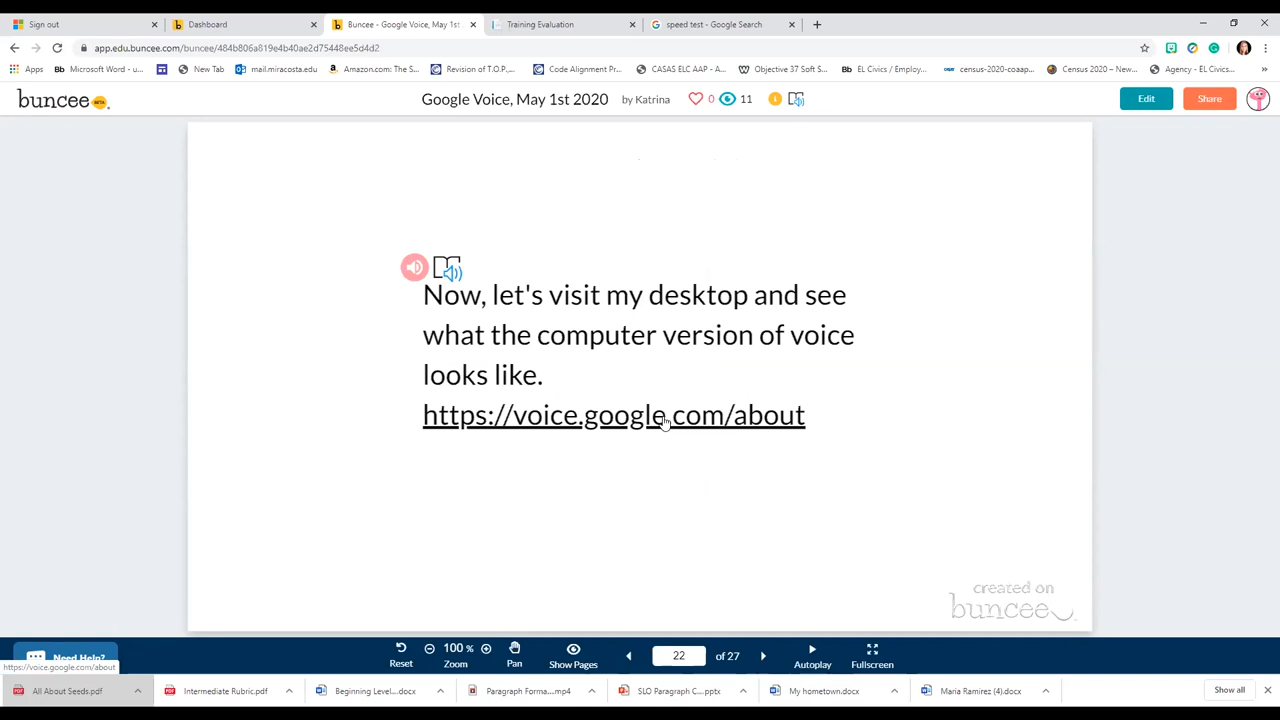 Sign out
Dashboard
Buncee - Google Voice, May 1st
Training Evaluation
speed test - Google Search
app.edu.buncee.com/buncee/484b806a819e4b40ae2d75448ee5d4d2
Apps
Microsoft Word - u...
New Tab
mail.miracosta.edu
Amazon.com: The S...
Revision of T.O.P,...
Code Alignment Pr...
CASAS ELC AAP - A...
Objective 37 Soft S...
EL Civics / Employ...
census-2020-coaap...
Census 2020 – New...
Agency - EL Civics...
buncee BETA
Google Voice, May 1st 2020 by Katrina 0 11
Edit
Share
Now, let's visit my desktop and see
what the computer version of voice
looks like.
https://voice.google.com/about
created on
buncee
Need Help?
https://voice.google.com/about
Reset
100 %
Zoom
Pan
Show Pages
22 of 27
Autoplay
Fullscreen
All About Seeds.pdf
Intermediate Rubric.pdf
Beginning Level....docx
Paragraph Forma....mp4
SLO Paragraph C....pptx
My hometown.docx
Maria Ramirez (4).docx
Show all